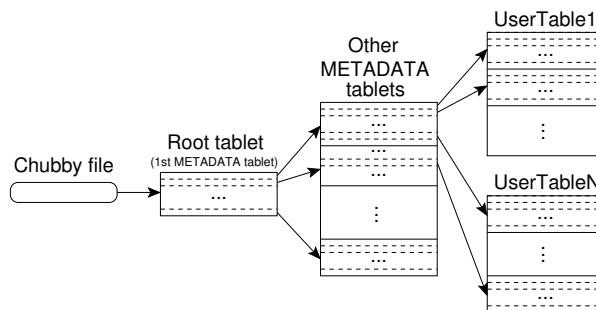 UserTable1
Other
METADATA
tablets
Root tablet
(1st METADATA tablet)
Chubby file
UserTableN
...
...
...
...
...
...
...
...
...
⋮
⋮
⋮